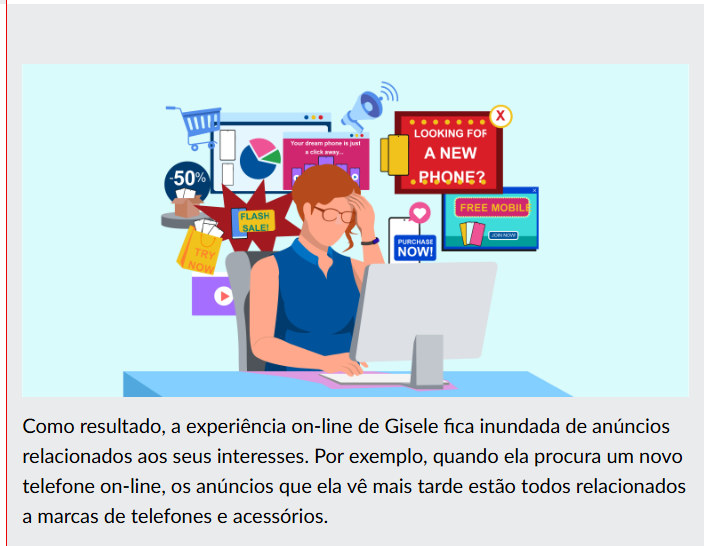 Your dream phone is just
a click away...
LOOKING FOR
A NEW
PHONE?
X
-50%
FLASH
SALE!
FREE MOBILE
JOIN NOW!
TRY
NOW
PURCHASE
NOW!
Como resultado, a experiência on-line de Gisele fica inundada de anúncios
relacionados aos seus interesses. Por exemplo, quando ela procura um novo
telefone on-line, os anúncios que ela vê mais tarde estão todos relacionados
a marcas de telefones e acessórios.